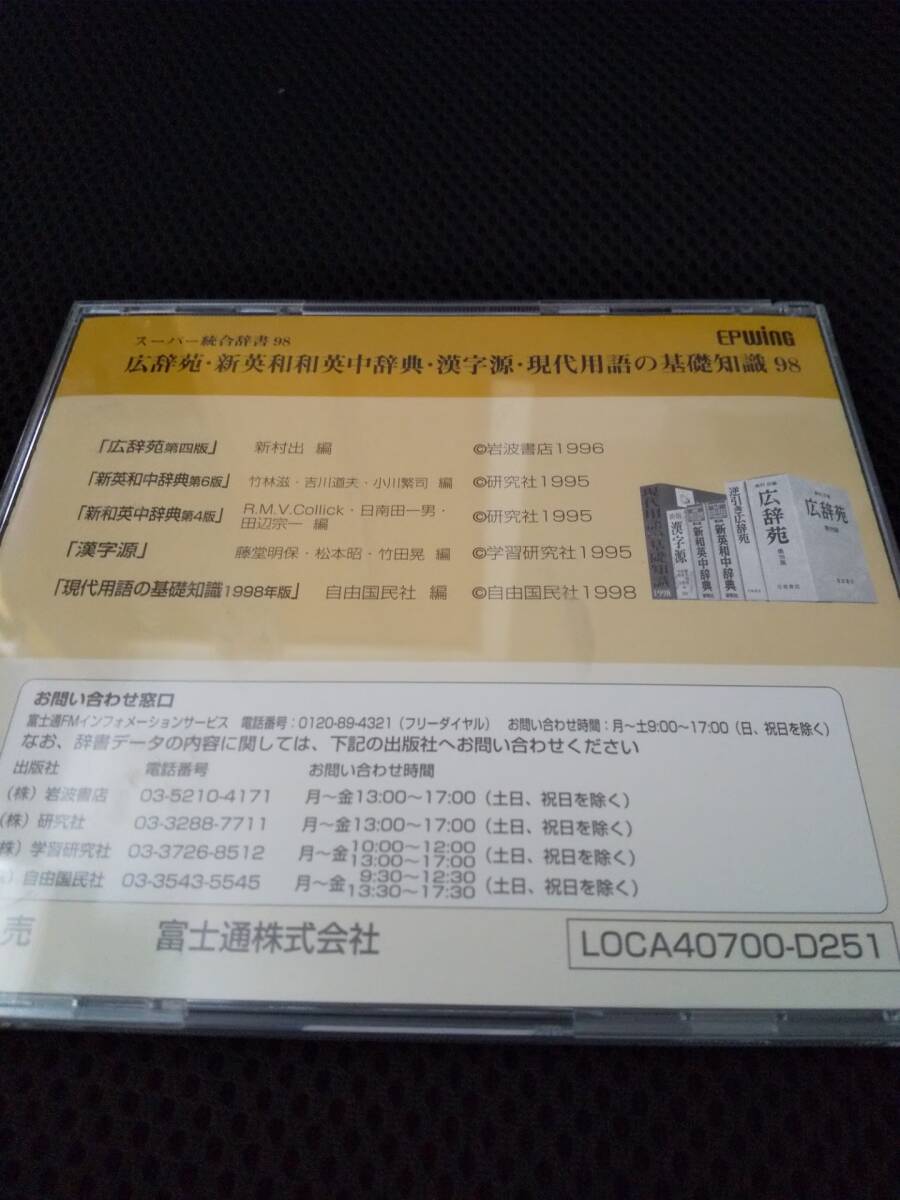 スーパー統合辞書98
EPWING
広辞苑・新英和和英中辞典・漢字源・現代用語の基礎知識 98
「広辞苑第四版」 新村出 編 ©岩波書店1996
「新英和中辞典第6版」 竹林滋・吉川道夫・小川繁司 編 ©研究社1995
「新和英中辞典第4版」 R.M.V.Collick・日南田一男・田辺宗一 編 ©研究社1995
「漢字源」 藤堂明保・松本昭・竹田晃 編 ©学習研究社1995
「現代用語の基礎知識1998年版」 自由国民社 編 ©自由国民社1998
現代用語の基礎知識 1998
漢字源
新和英中辞典
新英和中辞典
逆引き広辞苑
広辞苑
広辞苑
お問い合わせ窓口
富士通FMインフォメーションサービス 電話番号：0120-89-4321（フリーダイヤル） お問い合わせ時間：月〜土9:00〜17:00（日、祝日を除く）
なお、辞書データの内容に関しては、下記の出版社へお問い合わせください
出版社 電話番号 お問い合わせ時間
（株）岩波書店 03-5210-4171 月〜金13:00〜17:00（土日、祝日を除く）
（株）研究社 03-3288-7711 月〜金13:00〜17:00（土日、祝日を除く）
株）学習研究社 03-3726-8512 月〜金10:00〜12:00 13:00〜17:00（土日、祝日を除く）
）自由国民社 03-3543-5545 月〜金9:30〜12:30 13:30〜17:30（土日、祝日を除く）
売 富士通株式会社
LOCA40700-D251